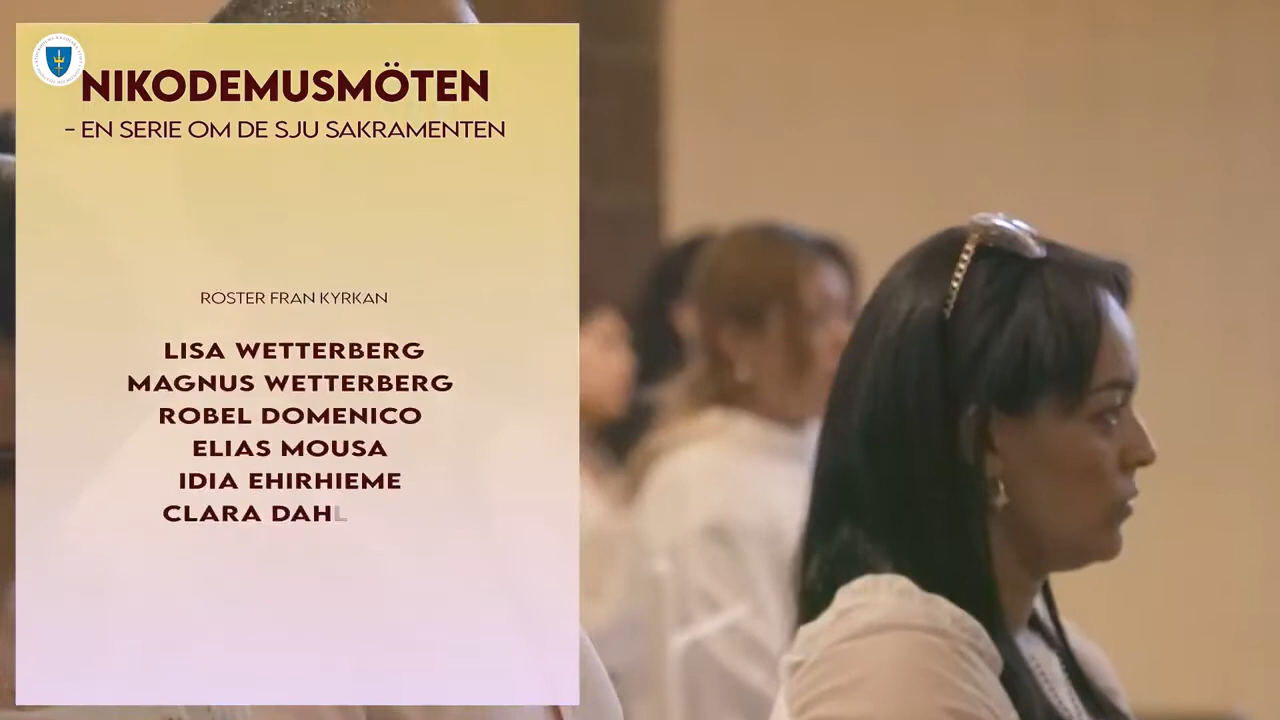 NIKODEMUSMÖTEN
- EN SERIE OM DE SJU SAKRAMENTEN
RÖSTER FRAN KYRKAN
LISA WETTERBERG
MAGNUS WETTERBERG
ROBEL DOMENICO
ELIAS MOUSA
IDIA EHIRHIEME
CLARA DAHL